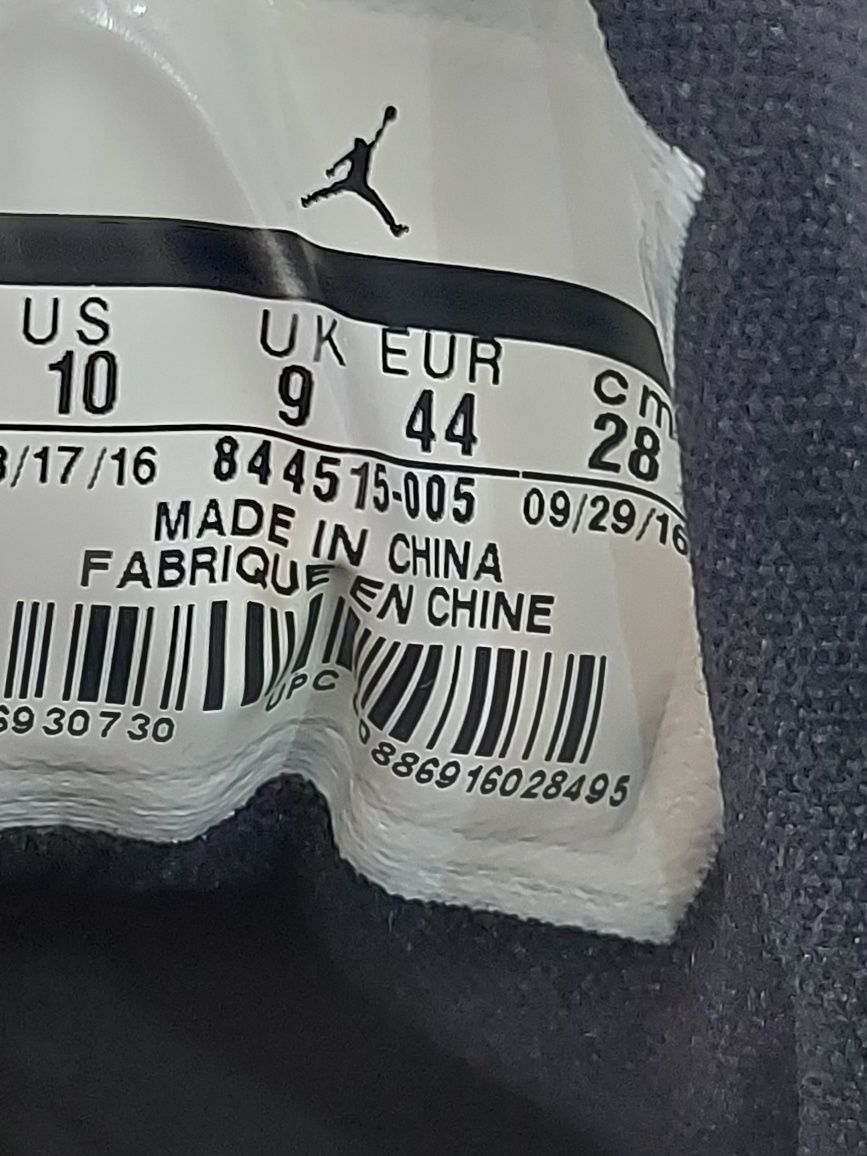 US UK EUR cm
10 9 44 28
/17/16 844515-005 09/29/16
MADE IN CHINA
FABRIQUE EN CHINE
UPC
6930730 00886916028495